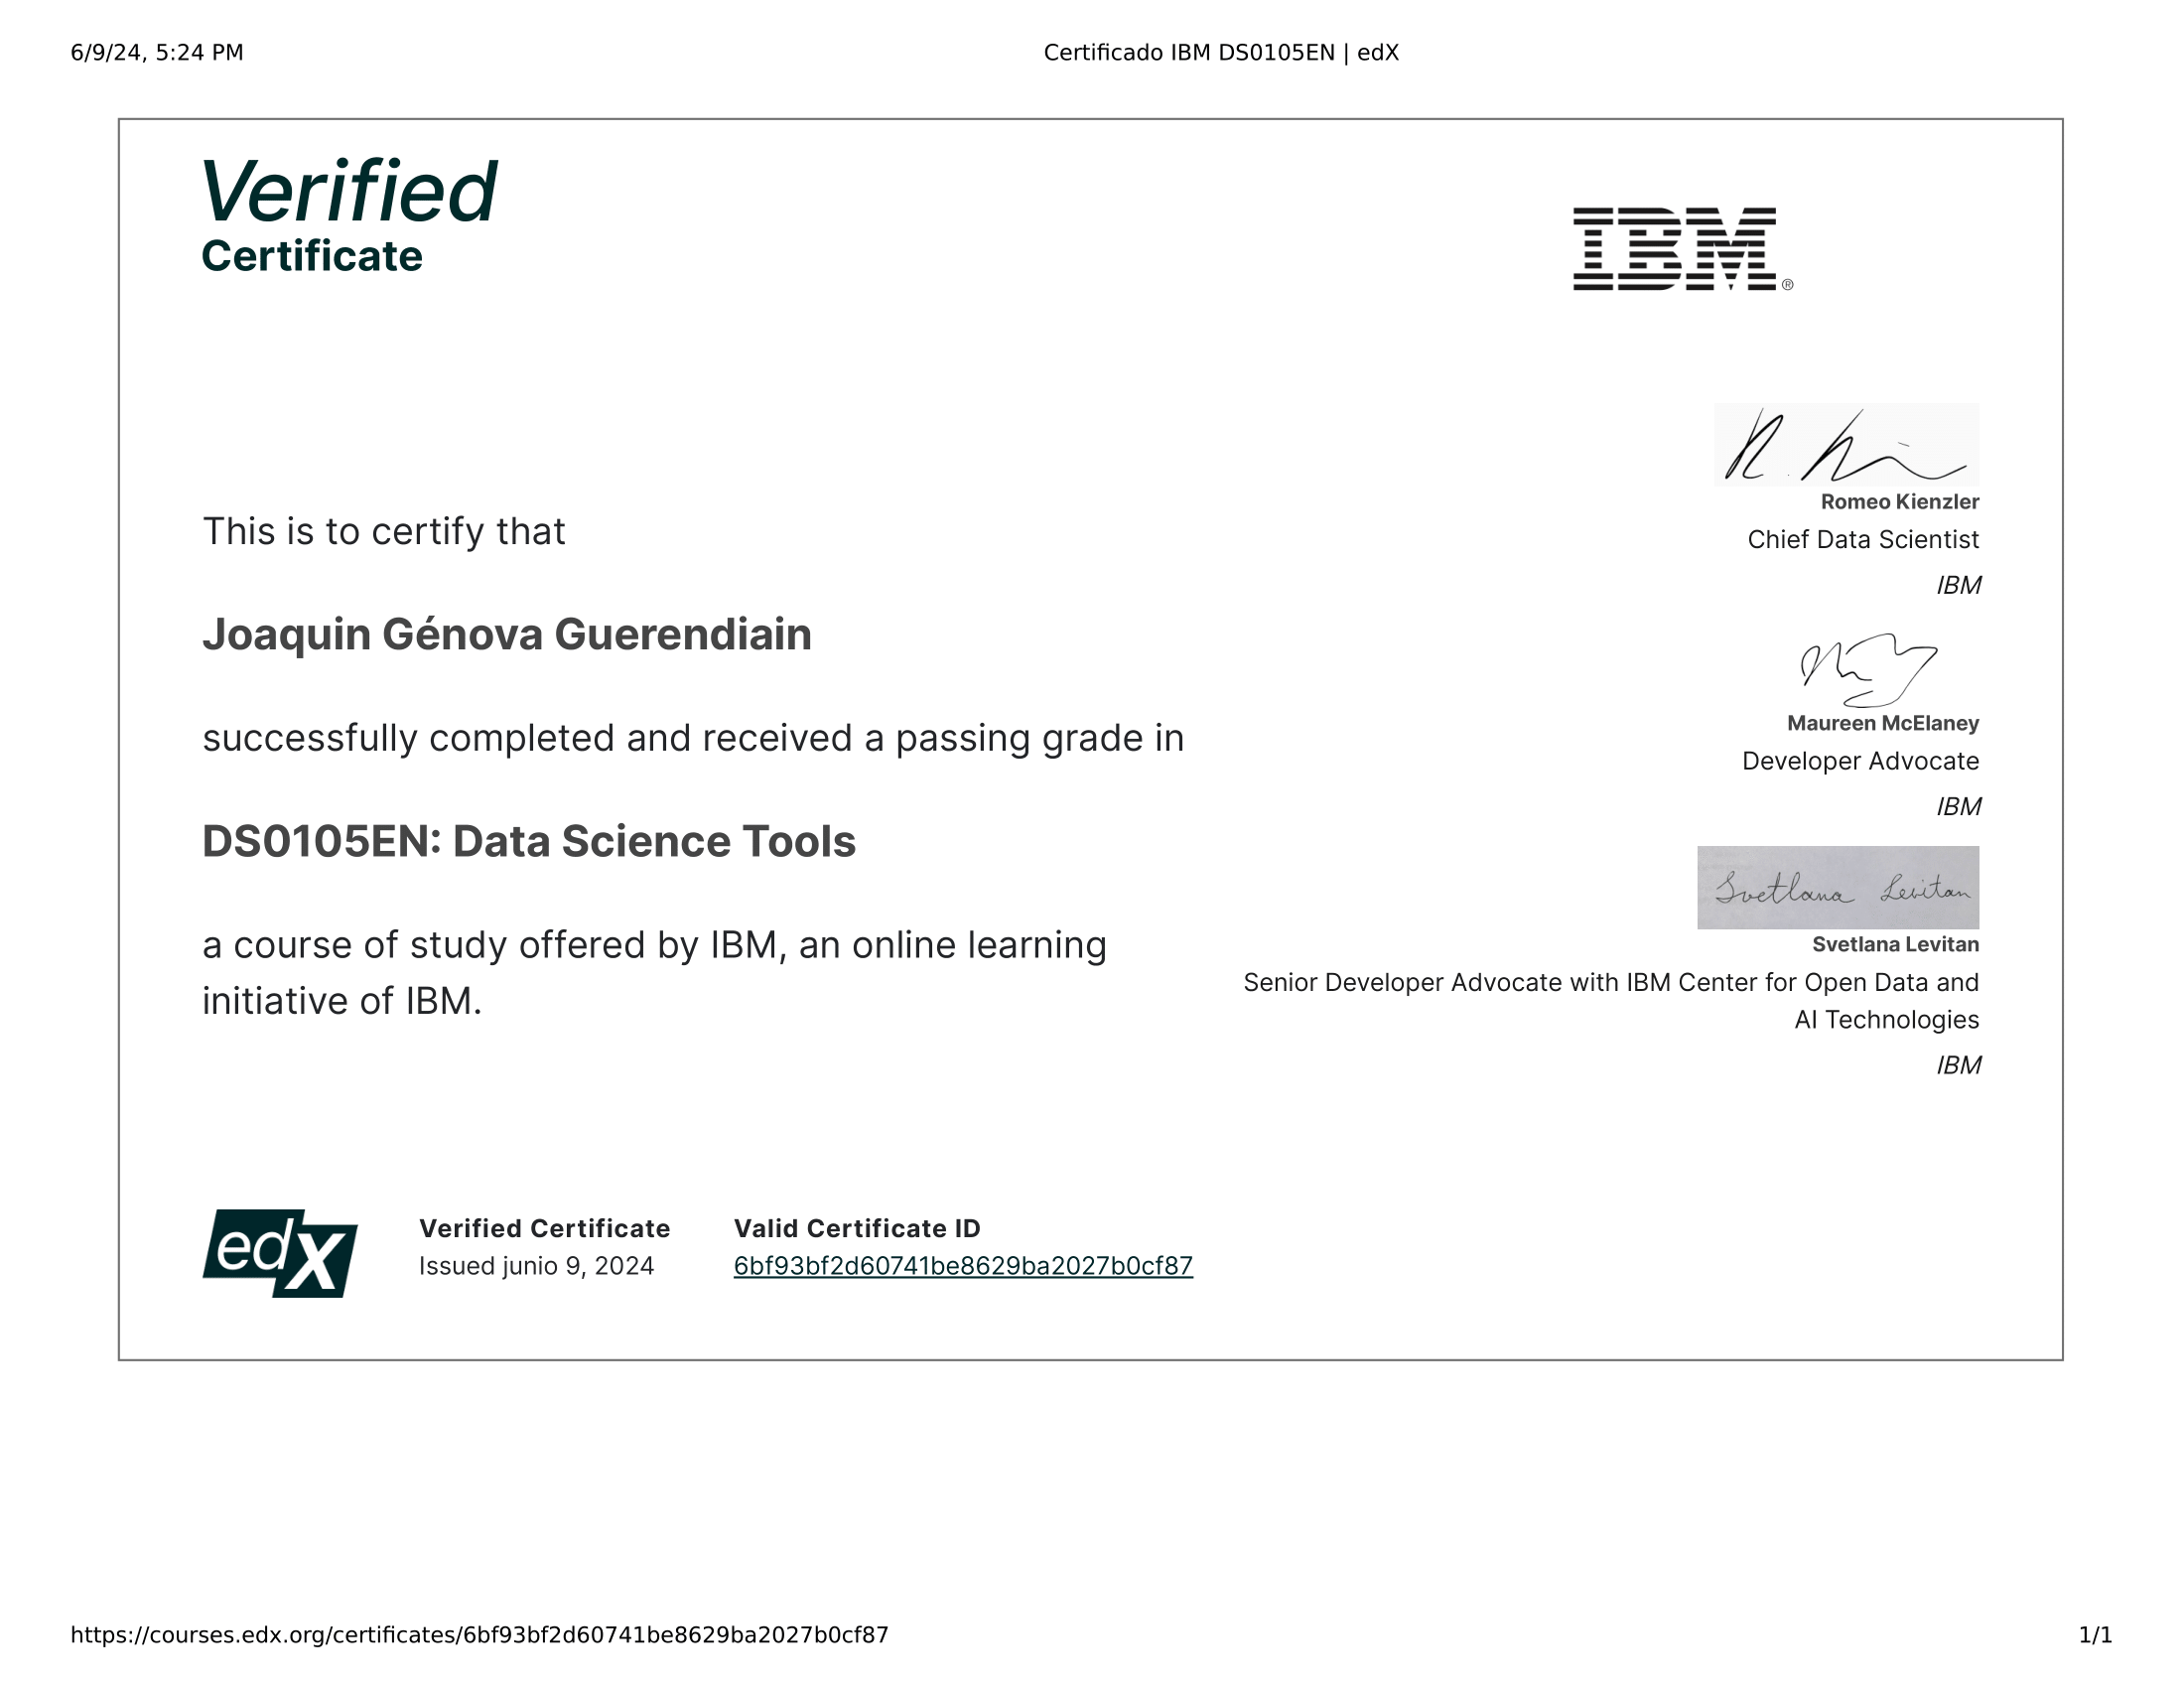 6/9/24, 5:24 PM
Certificado IBM DS0105EN | edX
Verified
Certificate
IBM®
This is to certify that
Joaquin Génova Guerendiain
successfully completed and received a passing grade in
DS0105EN: Data Science Tools
a course of study offered by IBM, an online learning
initiative of IBM.
Romeo Kienzler
Chief Data Scientist
IBM
Maureen McElaney
Developer Advocate
IBM
Svetlana Levitan
Svetlana Levitan
Senior Developer Advocate with IBM Center for Open Data and
AI Technologies
IBM
edX
Verified Certificate
Issued junio 9, 2024
Valid Certificate ID
6bf93bf2d60741be8629ba2027b0cf87
https://courses.edx.org/certificates/6bf93bf2d60741be8629ba2027b0cf87
1/1